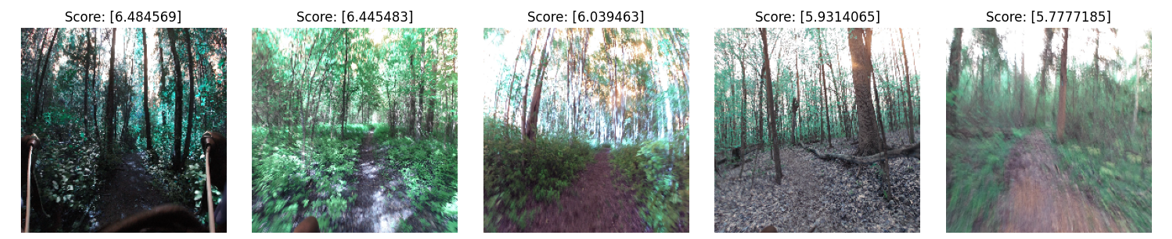 Score: [6.484569]
Score: [6.445483]
Score: [6.039463]
Score: [5.9314065]
Score: [5.7777185]